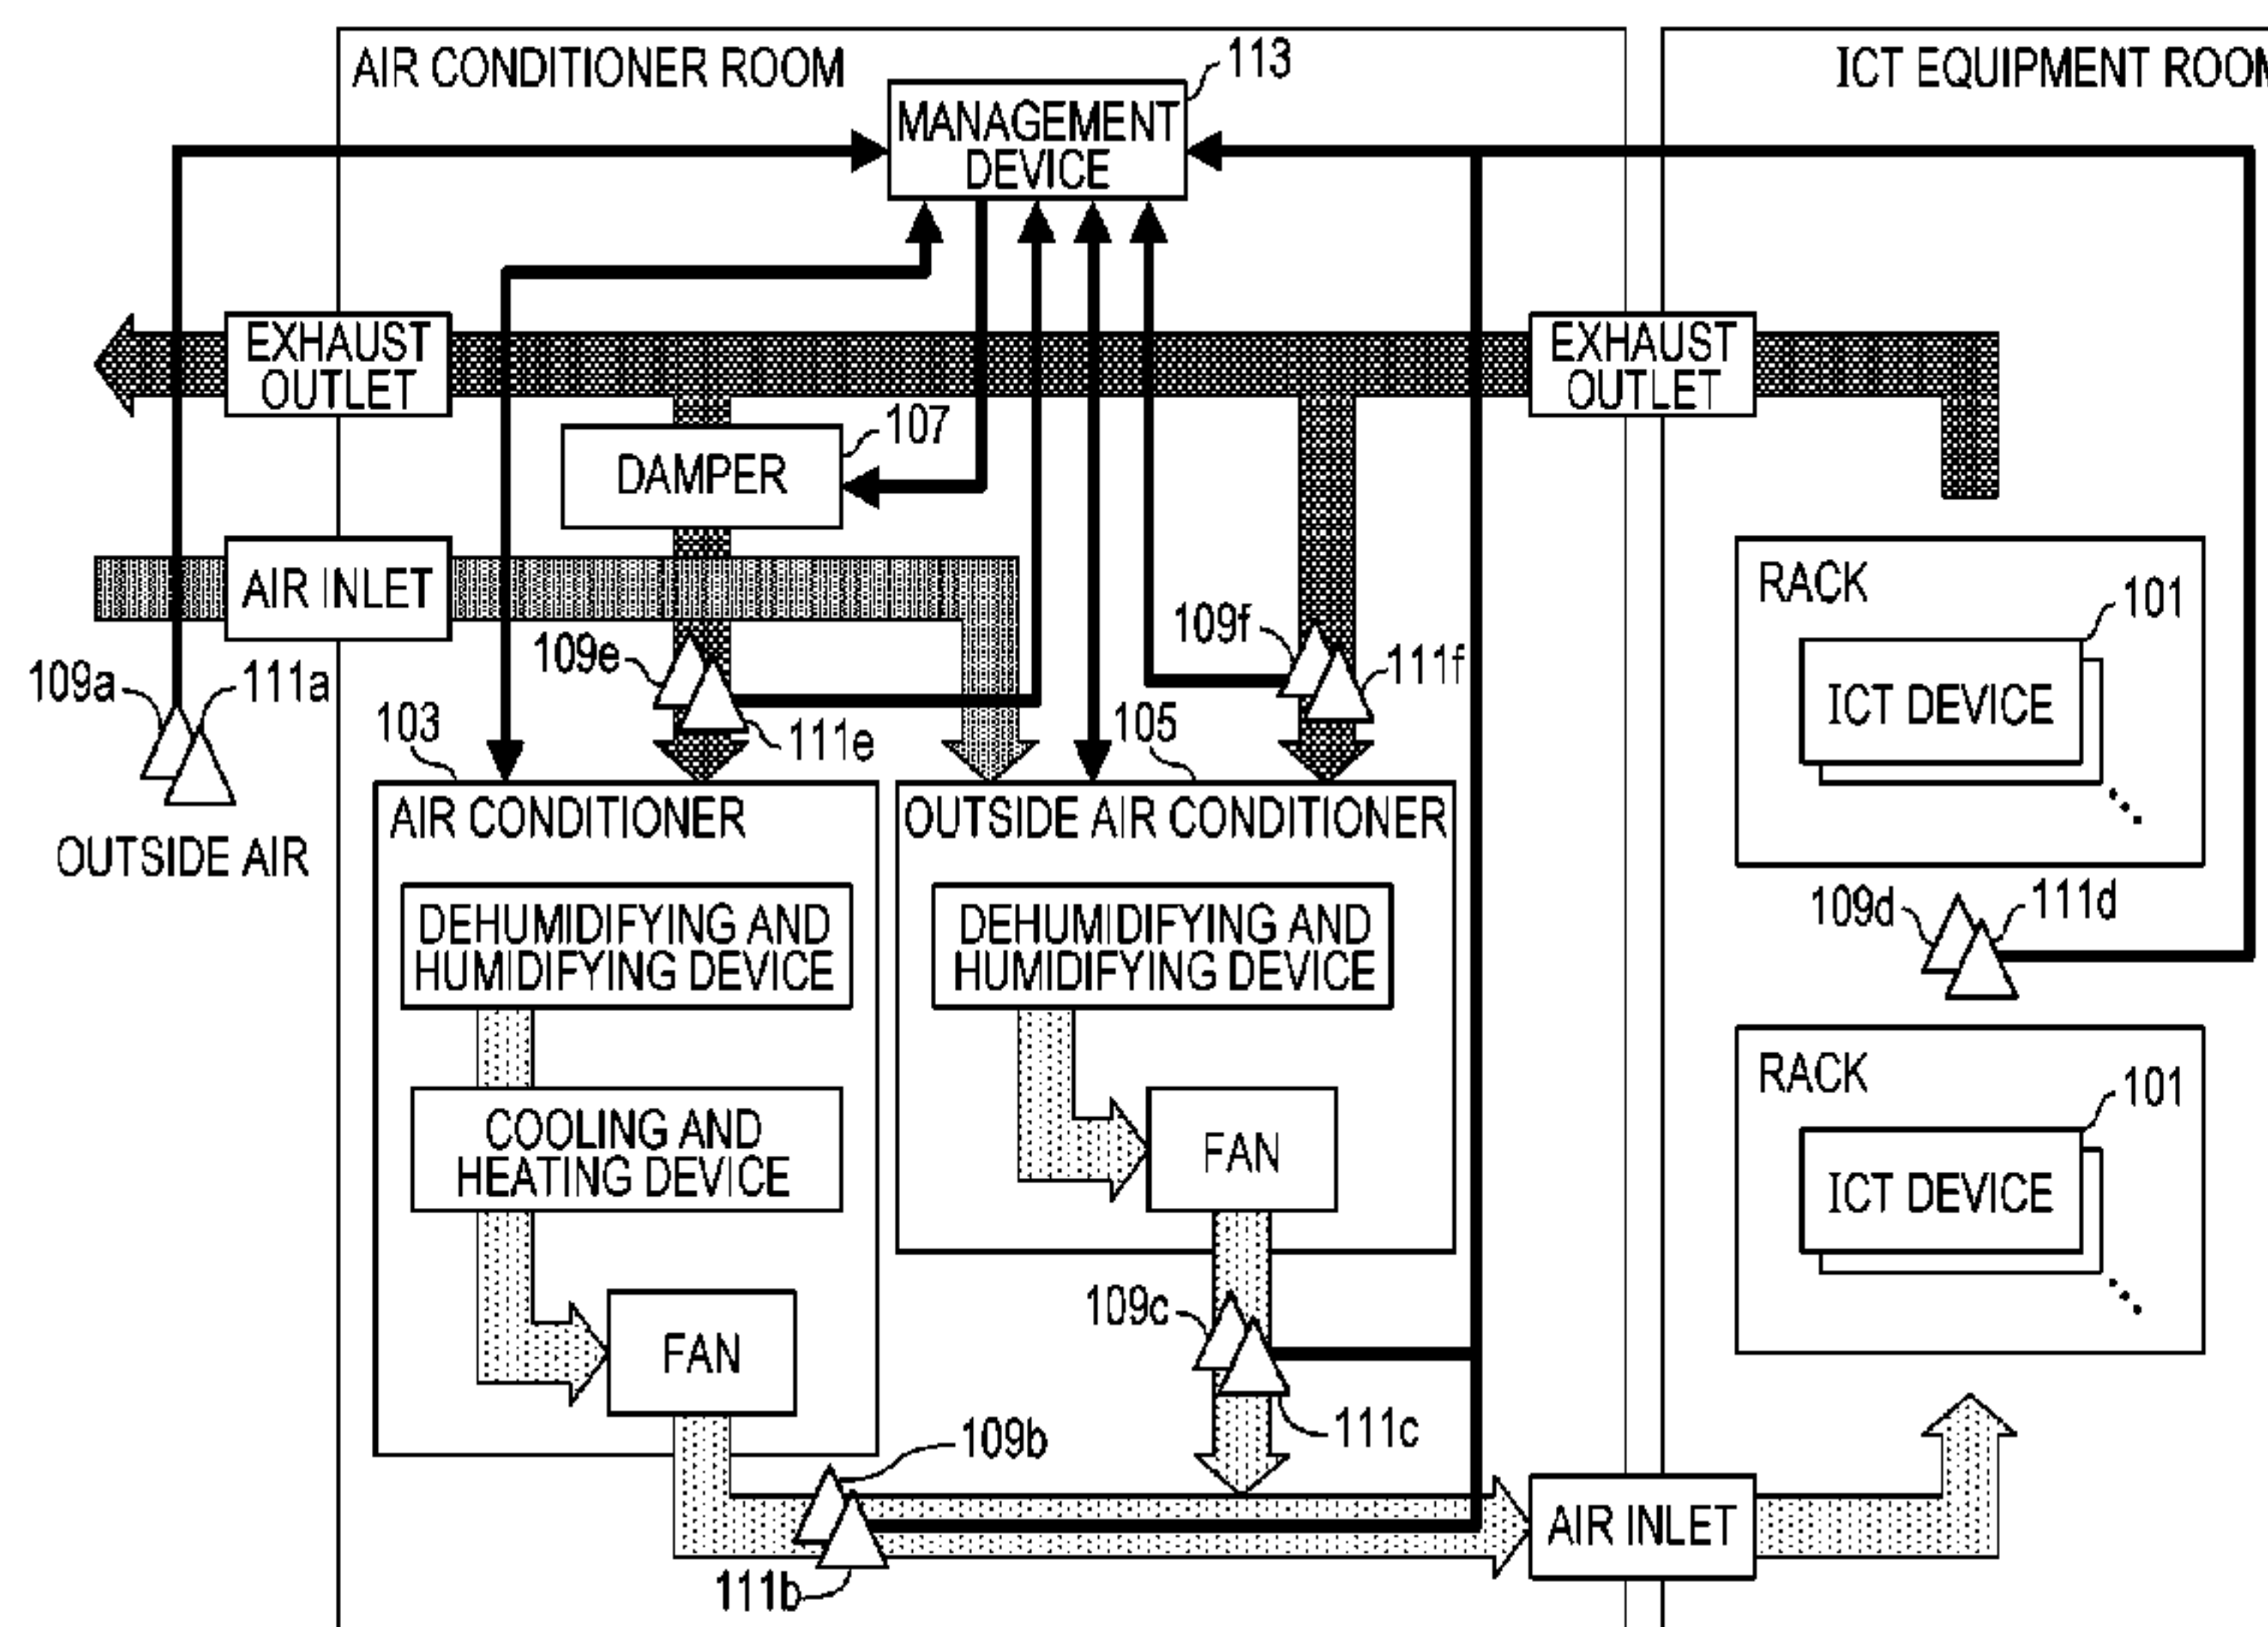 AIR CONDITIONER ROOM
ICT EQUIPMENT ROOM
113
MANAGEMENT
DEVICE
EXHAUST
OUTLET
EXHAUST
OUTLET
107
DAMPER
AIR INLET
RACK
101
ICT DEVICE
109e
109f
111f
109a
111a
103
111e
105
AIR CONDITIONER
OUTSIDE AIR CONDITIONER
OUTSIDE AIR
DEHUMIDIFYING AND
HUMIDIFYING DEVICE
DEHUMIDIFYING AND
HUMIDIFYING DEVICE
109d
111d
RACK
101
ICT DEVICE
COOLING AND
HEATING DEVICE
FAN
109c
FAN
111c
109b
AIR INLET
111b